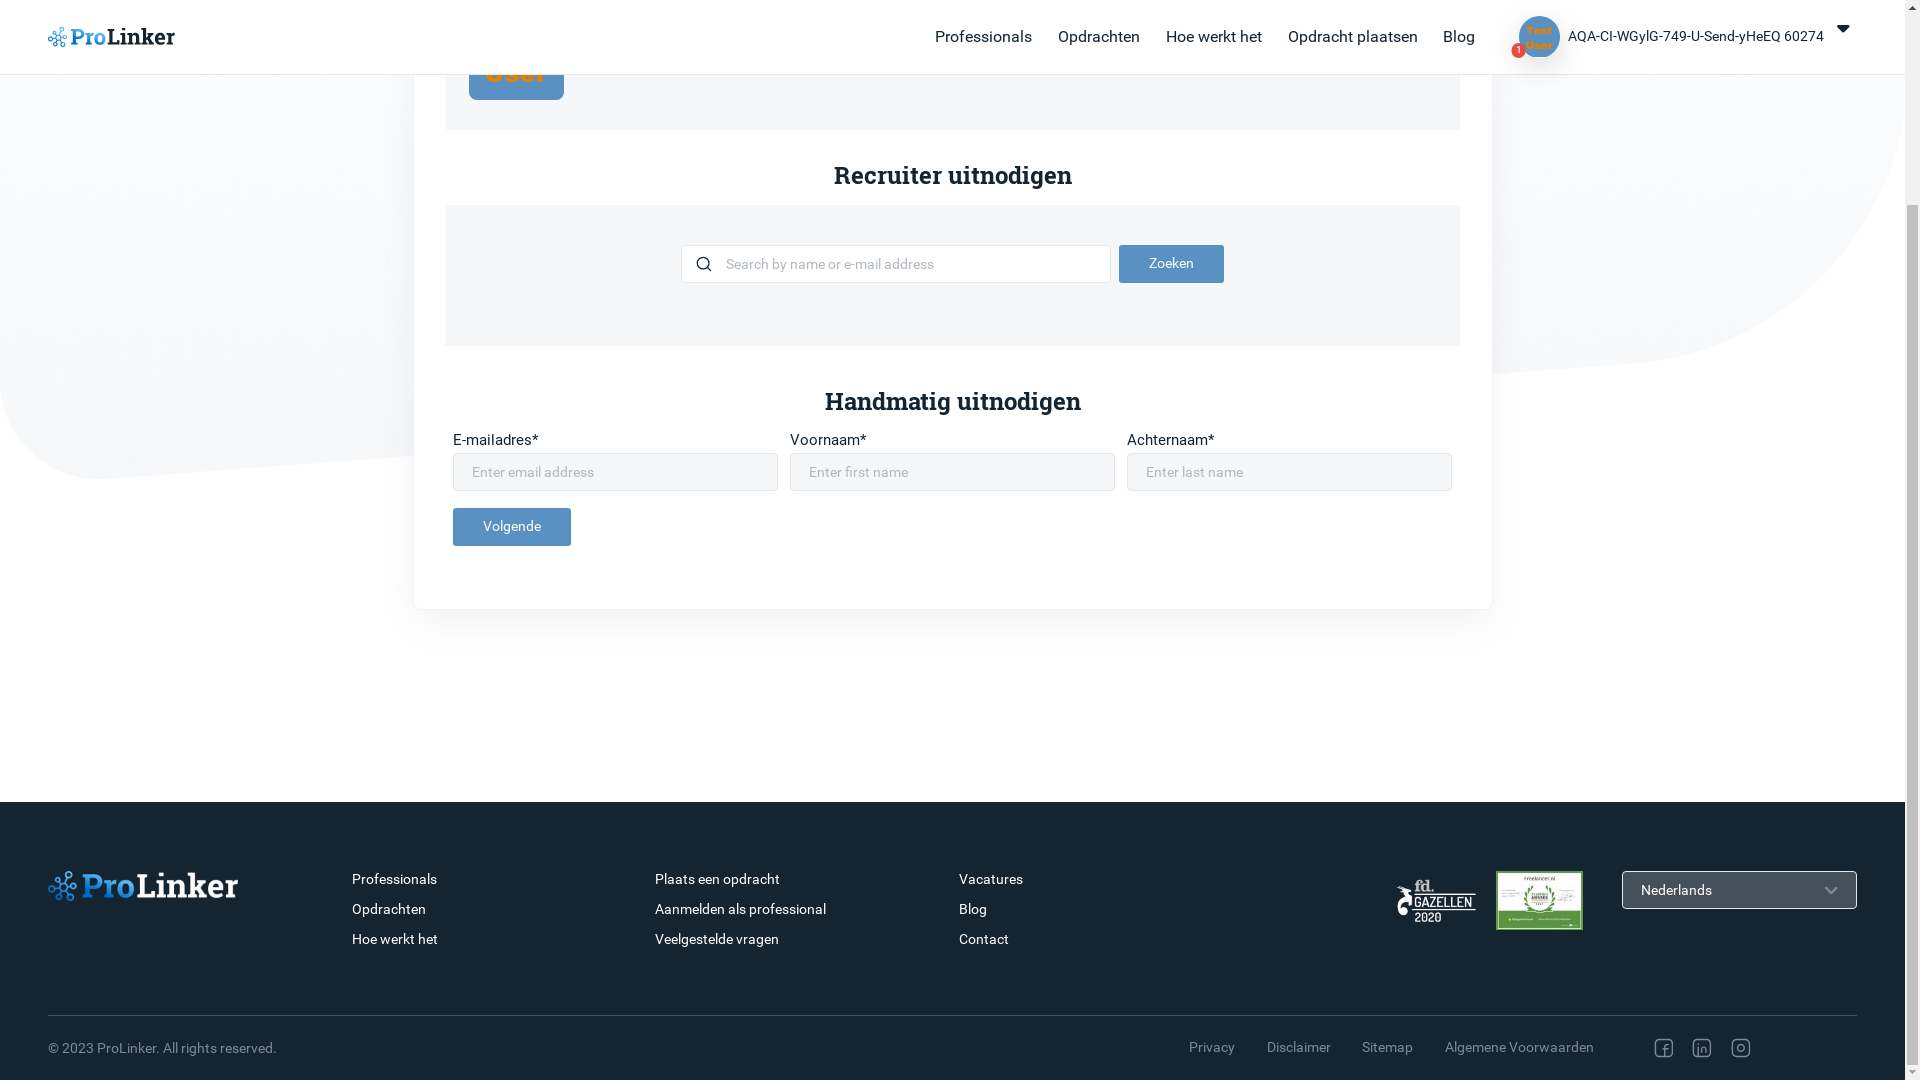 ProLinker
Professionals
Opdrachten
Hoe werkt het
Opdracht plaatsen
Blog
Test
User
1
AQA-CI-WGylG-749-U-Send-yHeEQ 60274
User
Recruiter uitnodigen
Search by name or e-mail address
Zoeken
Handmatig uitnodigen
E-mailadres*
Voornaam*
Achternaam*
Enter email address
Enter first name
Enter last name
Volgende
ProLinker
Professionals
Opdrachten
Hoe werkt het
Plaats een opdracht
Aanmelden als professional
Veelgestelde vragen
Vacatures
Blog
Contact
fd.
GAZELLEN
2020
Freelancer.nl
Nederlands
© 2023 ProLinker. All rights reserved.
Privacy
Disclaimer
Sitemap
Algemene Voorwaarden